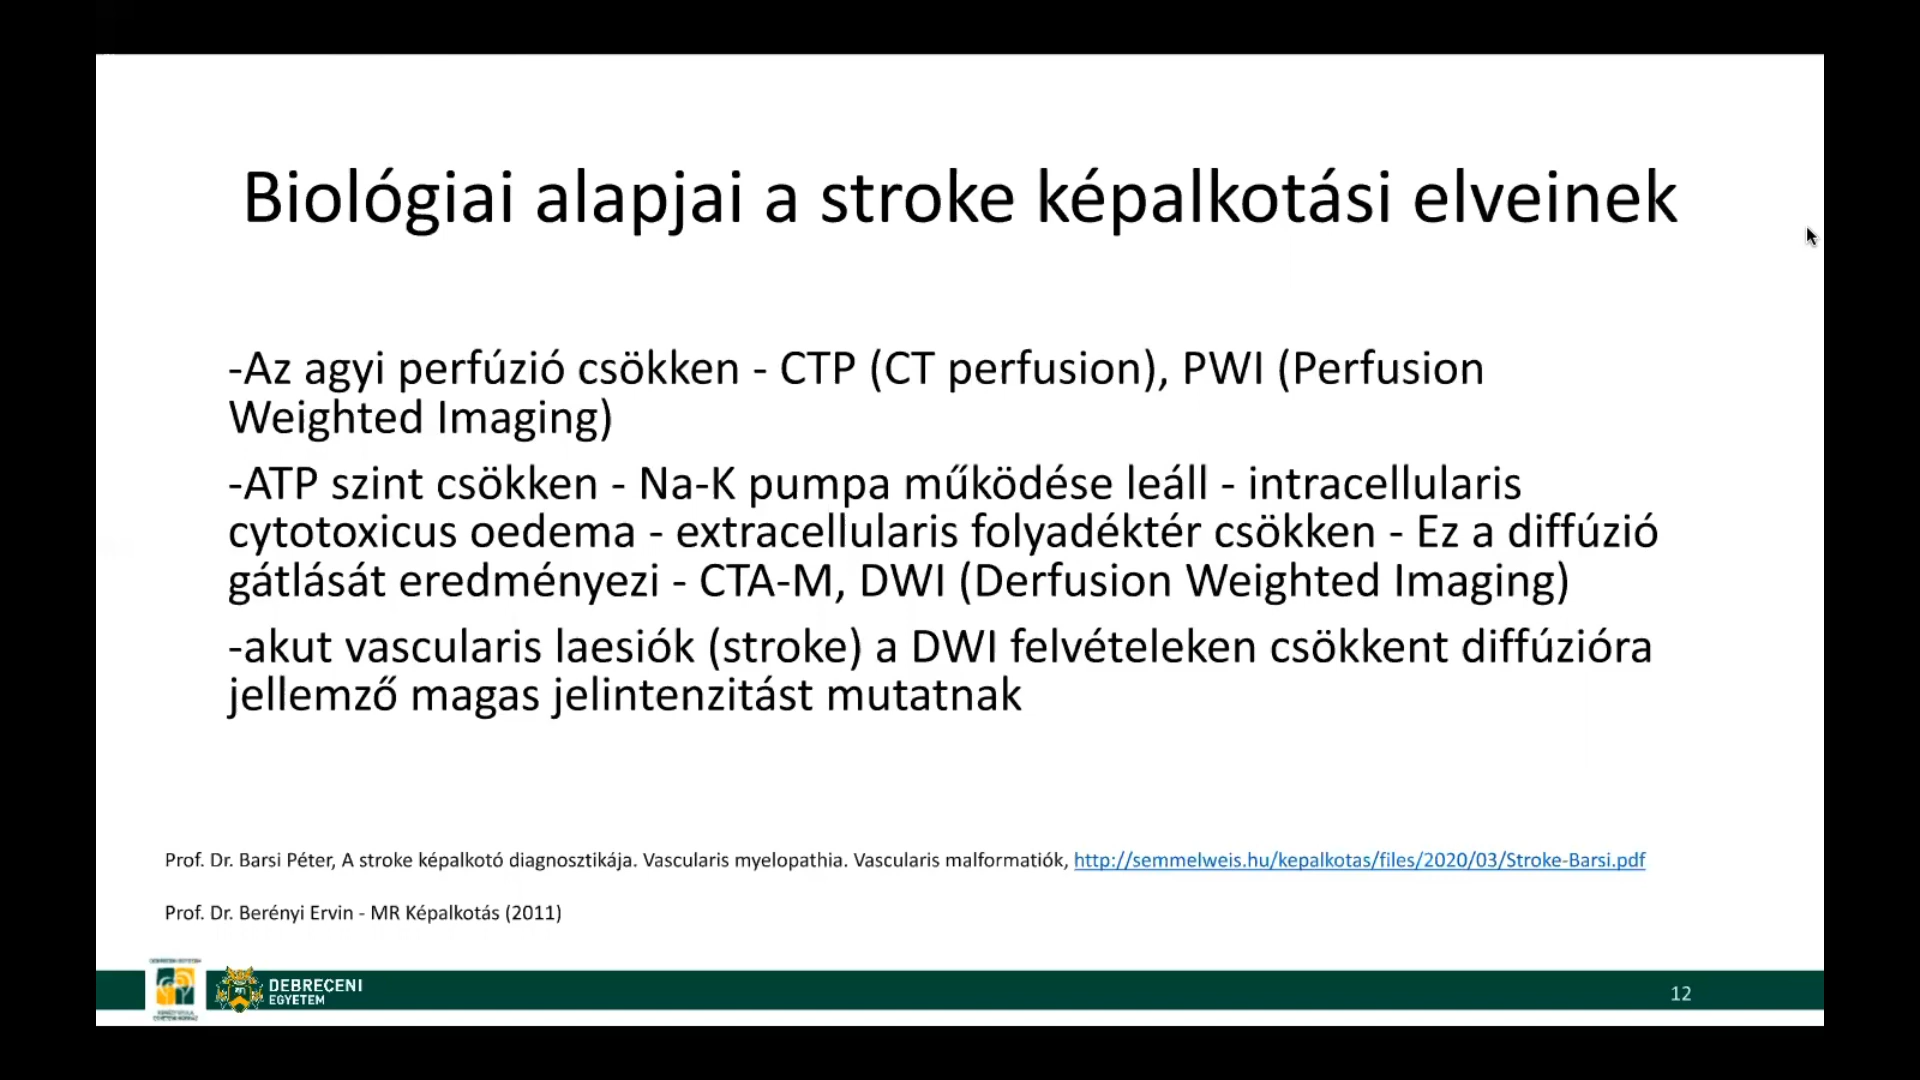 Biológiai alapjai a stroke képalkotási elveinek
-Az agyi perfúzió csökken - CTP (CT perfusion), PWI (Perfusion
Weighted Imaging)
-ATP szint csökken - Na-K pumpa működése leáll - intracellularis
cytotoxicus oedema - extracellularis folyadéktér csökken - Ez a diffúzió
gátlását eredményezi - CTA-M, DWI (Derfusion Weighted Imaging)
-akut vascularis laesiók (stroke) a DWI felvételeken csökkent diffúzióra
jellemző magas jelintenzitást mutatnak
Prof. Dr. Barsi Péter, A stroke képalkotó diagnosztikája. Vascularis myelopathia. Vascularis malformatiók, http://semmelweis.hu/kepalkotas/files/2020/03/Stroke-Barsi.pdf
Prof. Dr. Berényi Ervin - MR Képalkotás (2011)
DEBRECENI
EGYETEM
12